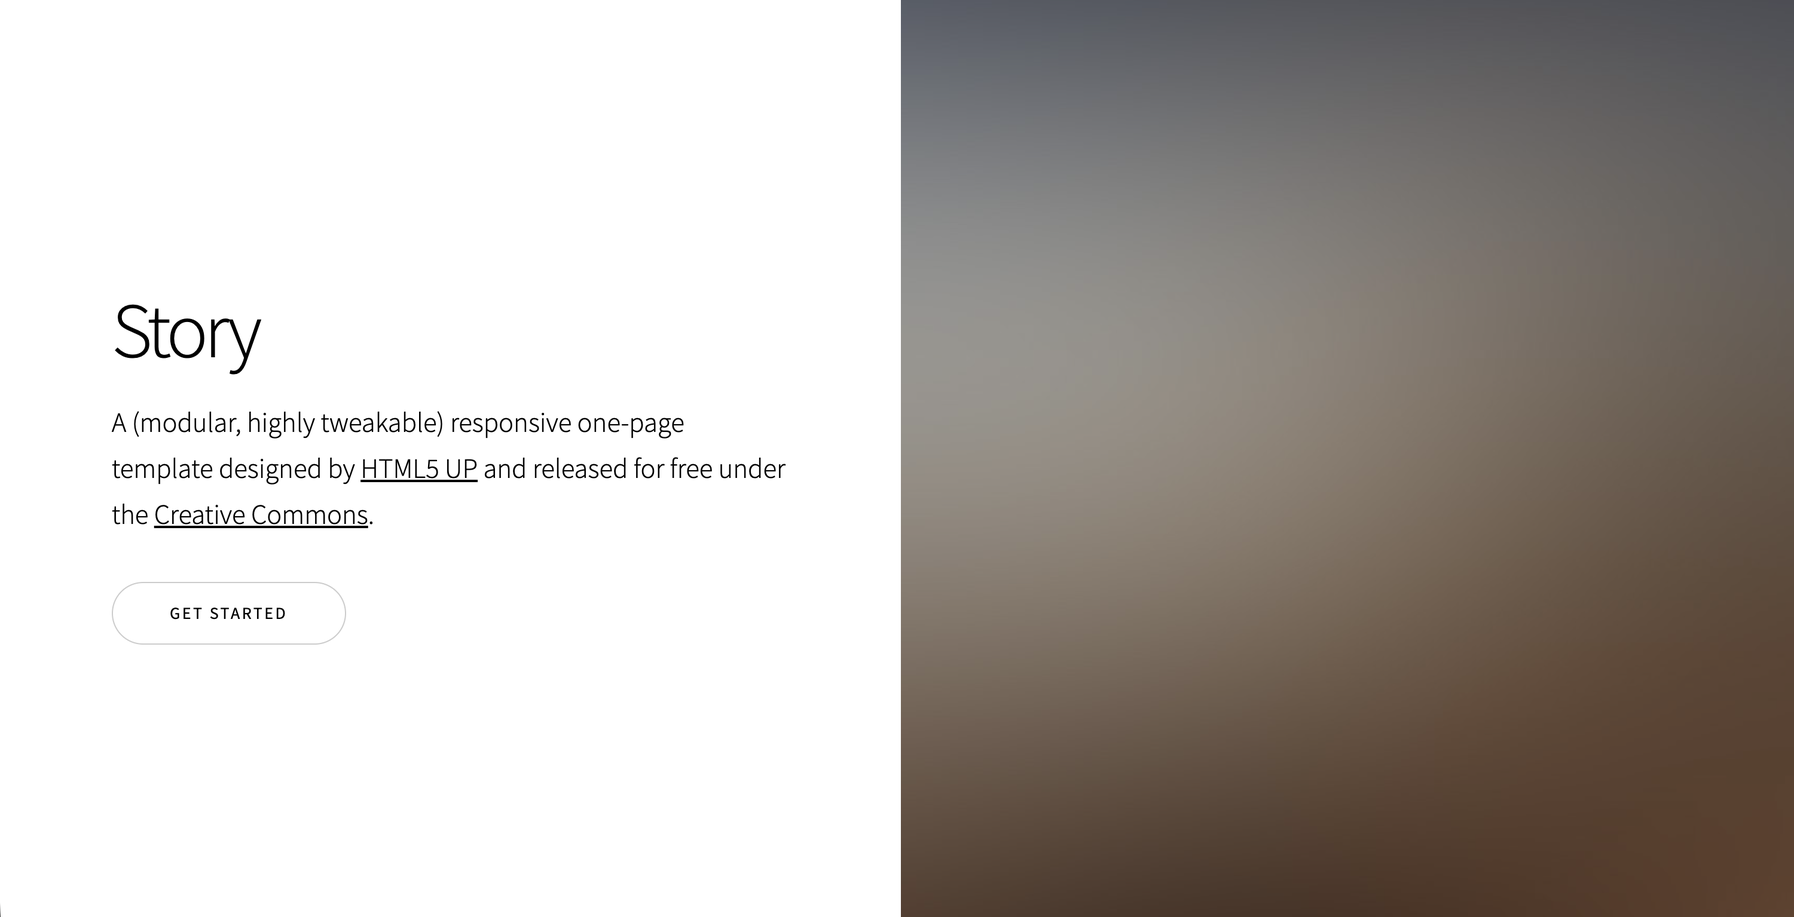 Story
A (modular, highly tweakable) responsive one-page
template designed by HTML5 UP and released for free under
the Creative Commons.
GET STARTED